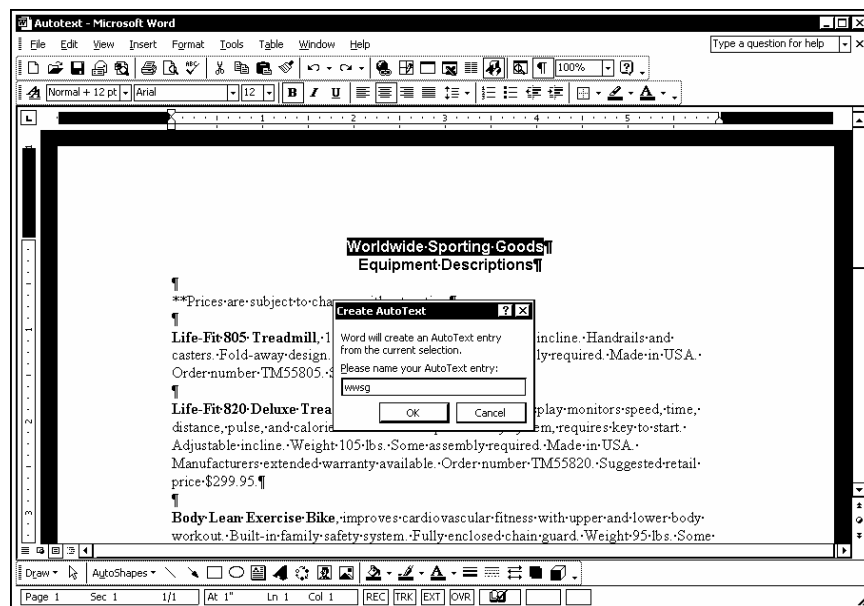 Autotext - Microsoft Word
File Edit View Insert Format Tools Table Window Help
Type a question for help
100%
Normal + 12 pt Arial 12 B I U
1 2 3 4 5
Worldwide·Sporting·Goods¶
Equipment·Descriptions¶
¶
**Prices·are·subject·to·
¶
Life-Fit·805· Treadmill,· incline.·Handrails·and·
casters.·Fold-away·design. required.·Made·in·USA.·
Order·number·TM55805.·
¶
Life-Fit·820·Deluxe· monitors·speed,·time,·
distance,·pulse,·and· requires·key·to·start.·
Adjustable·incline.·Weight·105·lbs.·Some·assembly·required.·Made·in·USA.·
Manufacturers·extended·warranty·available.·Order·number·TM55820.·Suggested·retail·
price·$299.95.¶
¶
Body·Lean·Exercise·Bike,·improves·cardiovascular·fitness·with·upper·and·lower·body·
workout.·Built-in·family·safety·system.·Fully·enclosed·chain·guard.·Weight·95·lbs.·Some·
Create AutoText
Word will create an AutoText entry
from the current selection.
Please name your AutoText entry:
wwsg
OK Cancel
Draw AutoShapes
Page 1 Sec 1 1/1 At 1" Ln 1 Col 1 REC TRK EXT OVR